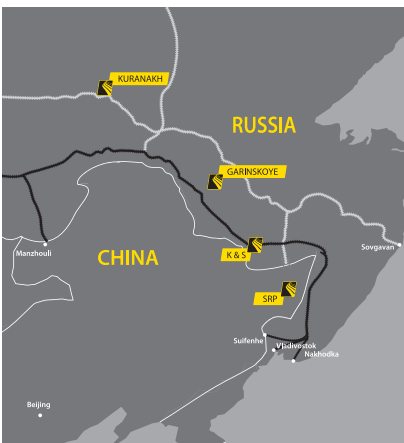 KURANAKH
RUSSIA
GARINSKOYE
Sovgavan
Manzhouli
CHINA
K & S
SRP
Suifenhe
Vladivostok
Nakhodka
Beijing